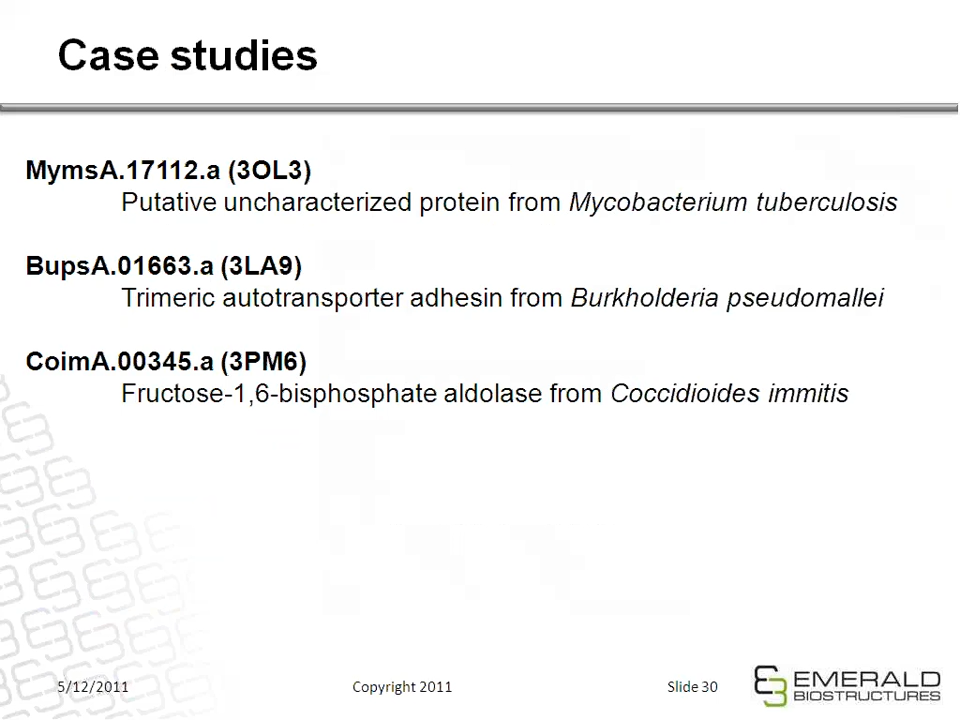 Case studies
MymsA.17112.a (3OL3)
Putative uncharacterized protein from Mycobacterium tuberculosis
BupsA.01663.a (3LA9)
Trimeric autotransporter adhesin from Burkholderia pseudomallei
CoimA.00345.a (3PM6)
Fructose-1,6-bisphosphate aldolase from Coccidioides immitis
5/12/2011
Copyright 2011
Slide 30
EMERALD
BIOSTRUCTURES